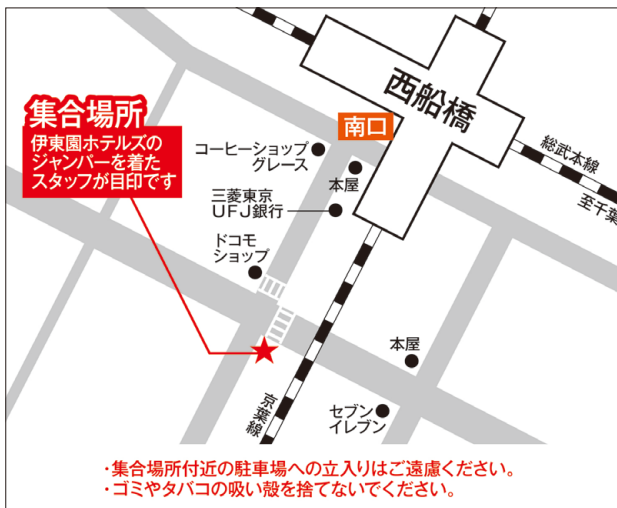 西船橋
南口
集合場所
伊東園ホテルズの
ジャンパーを着た
スタッフが目印です
コーヒーショップ
グレース
本屋
総武本線
至千葉
三菱東京
UFJ銀行
ドコモ
ショップ
本屋
京葉線
セブン
イレブン
・集合場所付近の駐車場への立入りはご遠慮ください。
・ゴミやタバコの吸い殻を捨てないでください。